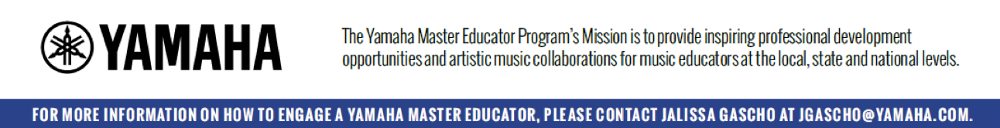 YAMAHA
The Yamaha Master Educator Program's Mission is to provide inspiring professional development
opportunities and artistic music collaborations for music educators at the local, state and national levels.
FOR MORE INFORMATION ON HOW TO ENGAGE A YAMAHA MASTER EDUCATOR, PLEASE CONTACT JALISSA GASCHO AT JGASCHO@YAMAHA.COM.